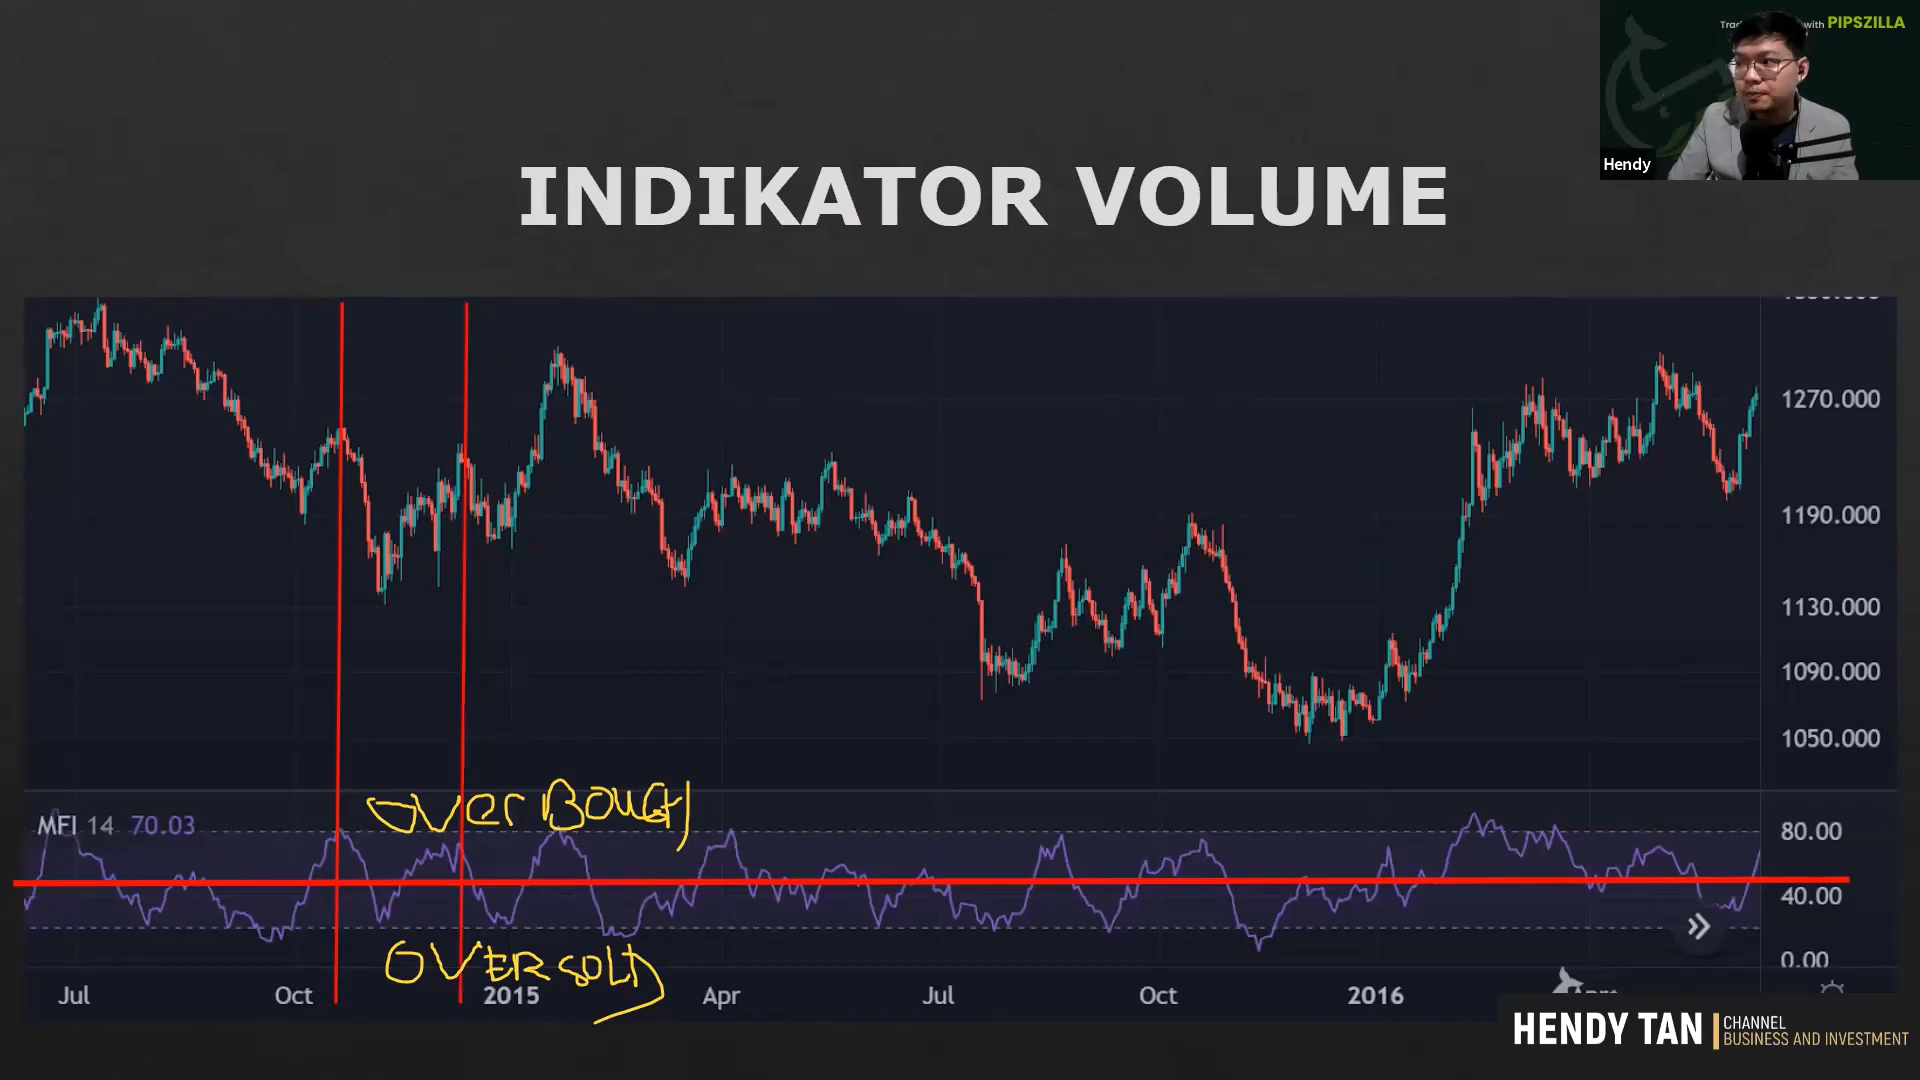 with PIPSZILLA
Hendy
INDIKATOR VOLUME
1270.000
1190.000
1130.000
1090.000
1050.000
OVER BOUGH
MFI 14 70.03
80.00
40.00
OVERSOLD
0.00
Jul Oct 2015 Apr Jul Oct 2016
HENDY TAN
CHANNEL
BUSINESS AND INVESTMENT